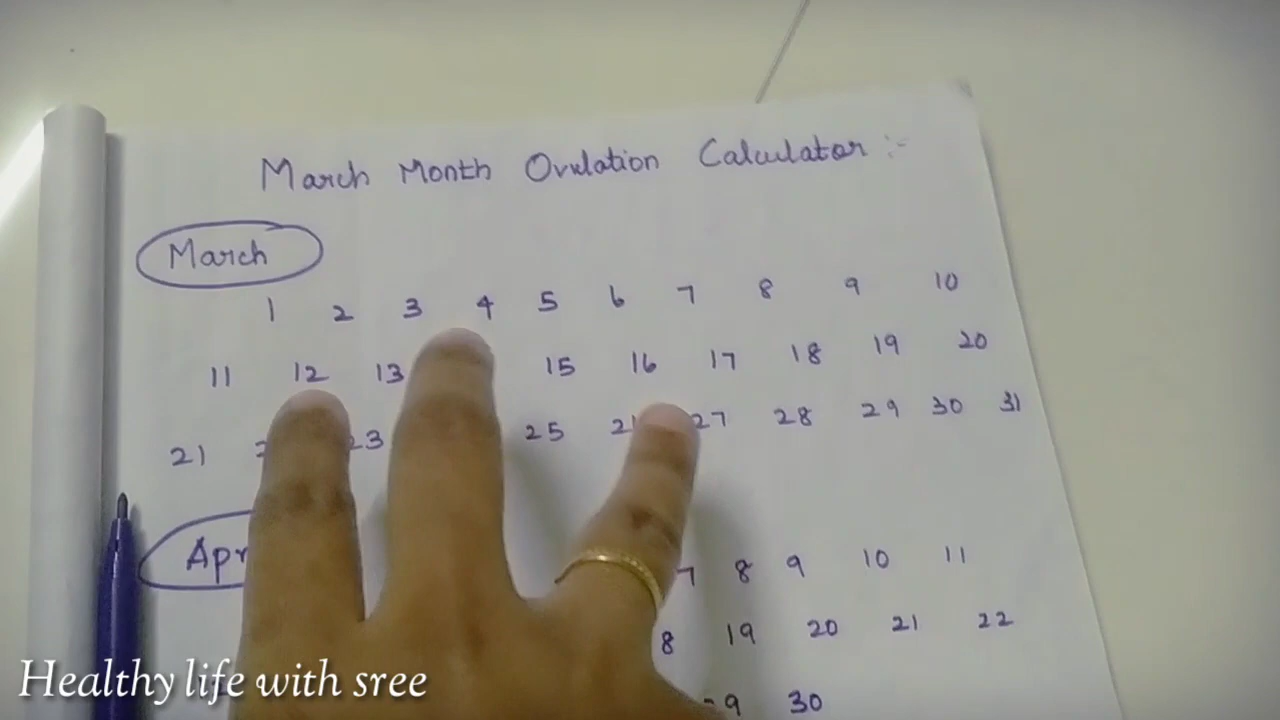 March Month Ovulation Calculator :-
March
1 2 3 4 5 6 7 8 9 10
11 12 13 15 16 17 18 19 20
21 23 25 27 28 29 30 31
7 8 9 10 11
19 20 21 22
30
Healthy life with sree